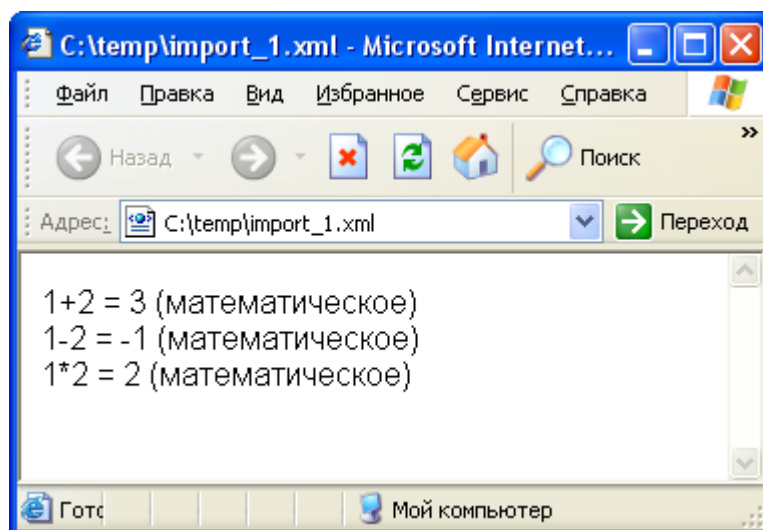 C:\temp\import_1.xml - Microsoft Internet...
Файл Правка Вид Избранное Сервис Справка
Назад Поиск »
Адрес: C:\temp\import_1.xml Переход
1+2 = 3 (математическое)
1-2 = -1 (математическое)
1*2 = 2 (математическое)
Мой компьютер